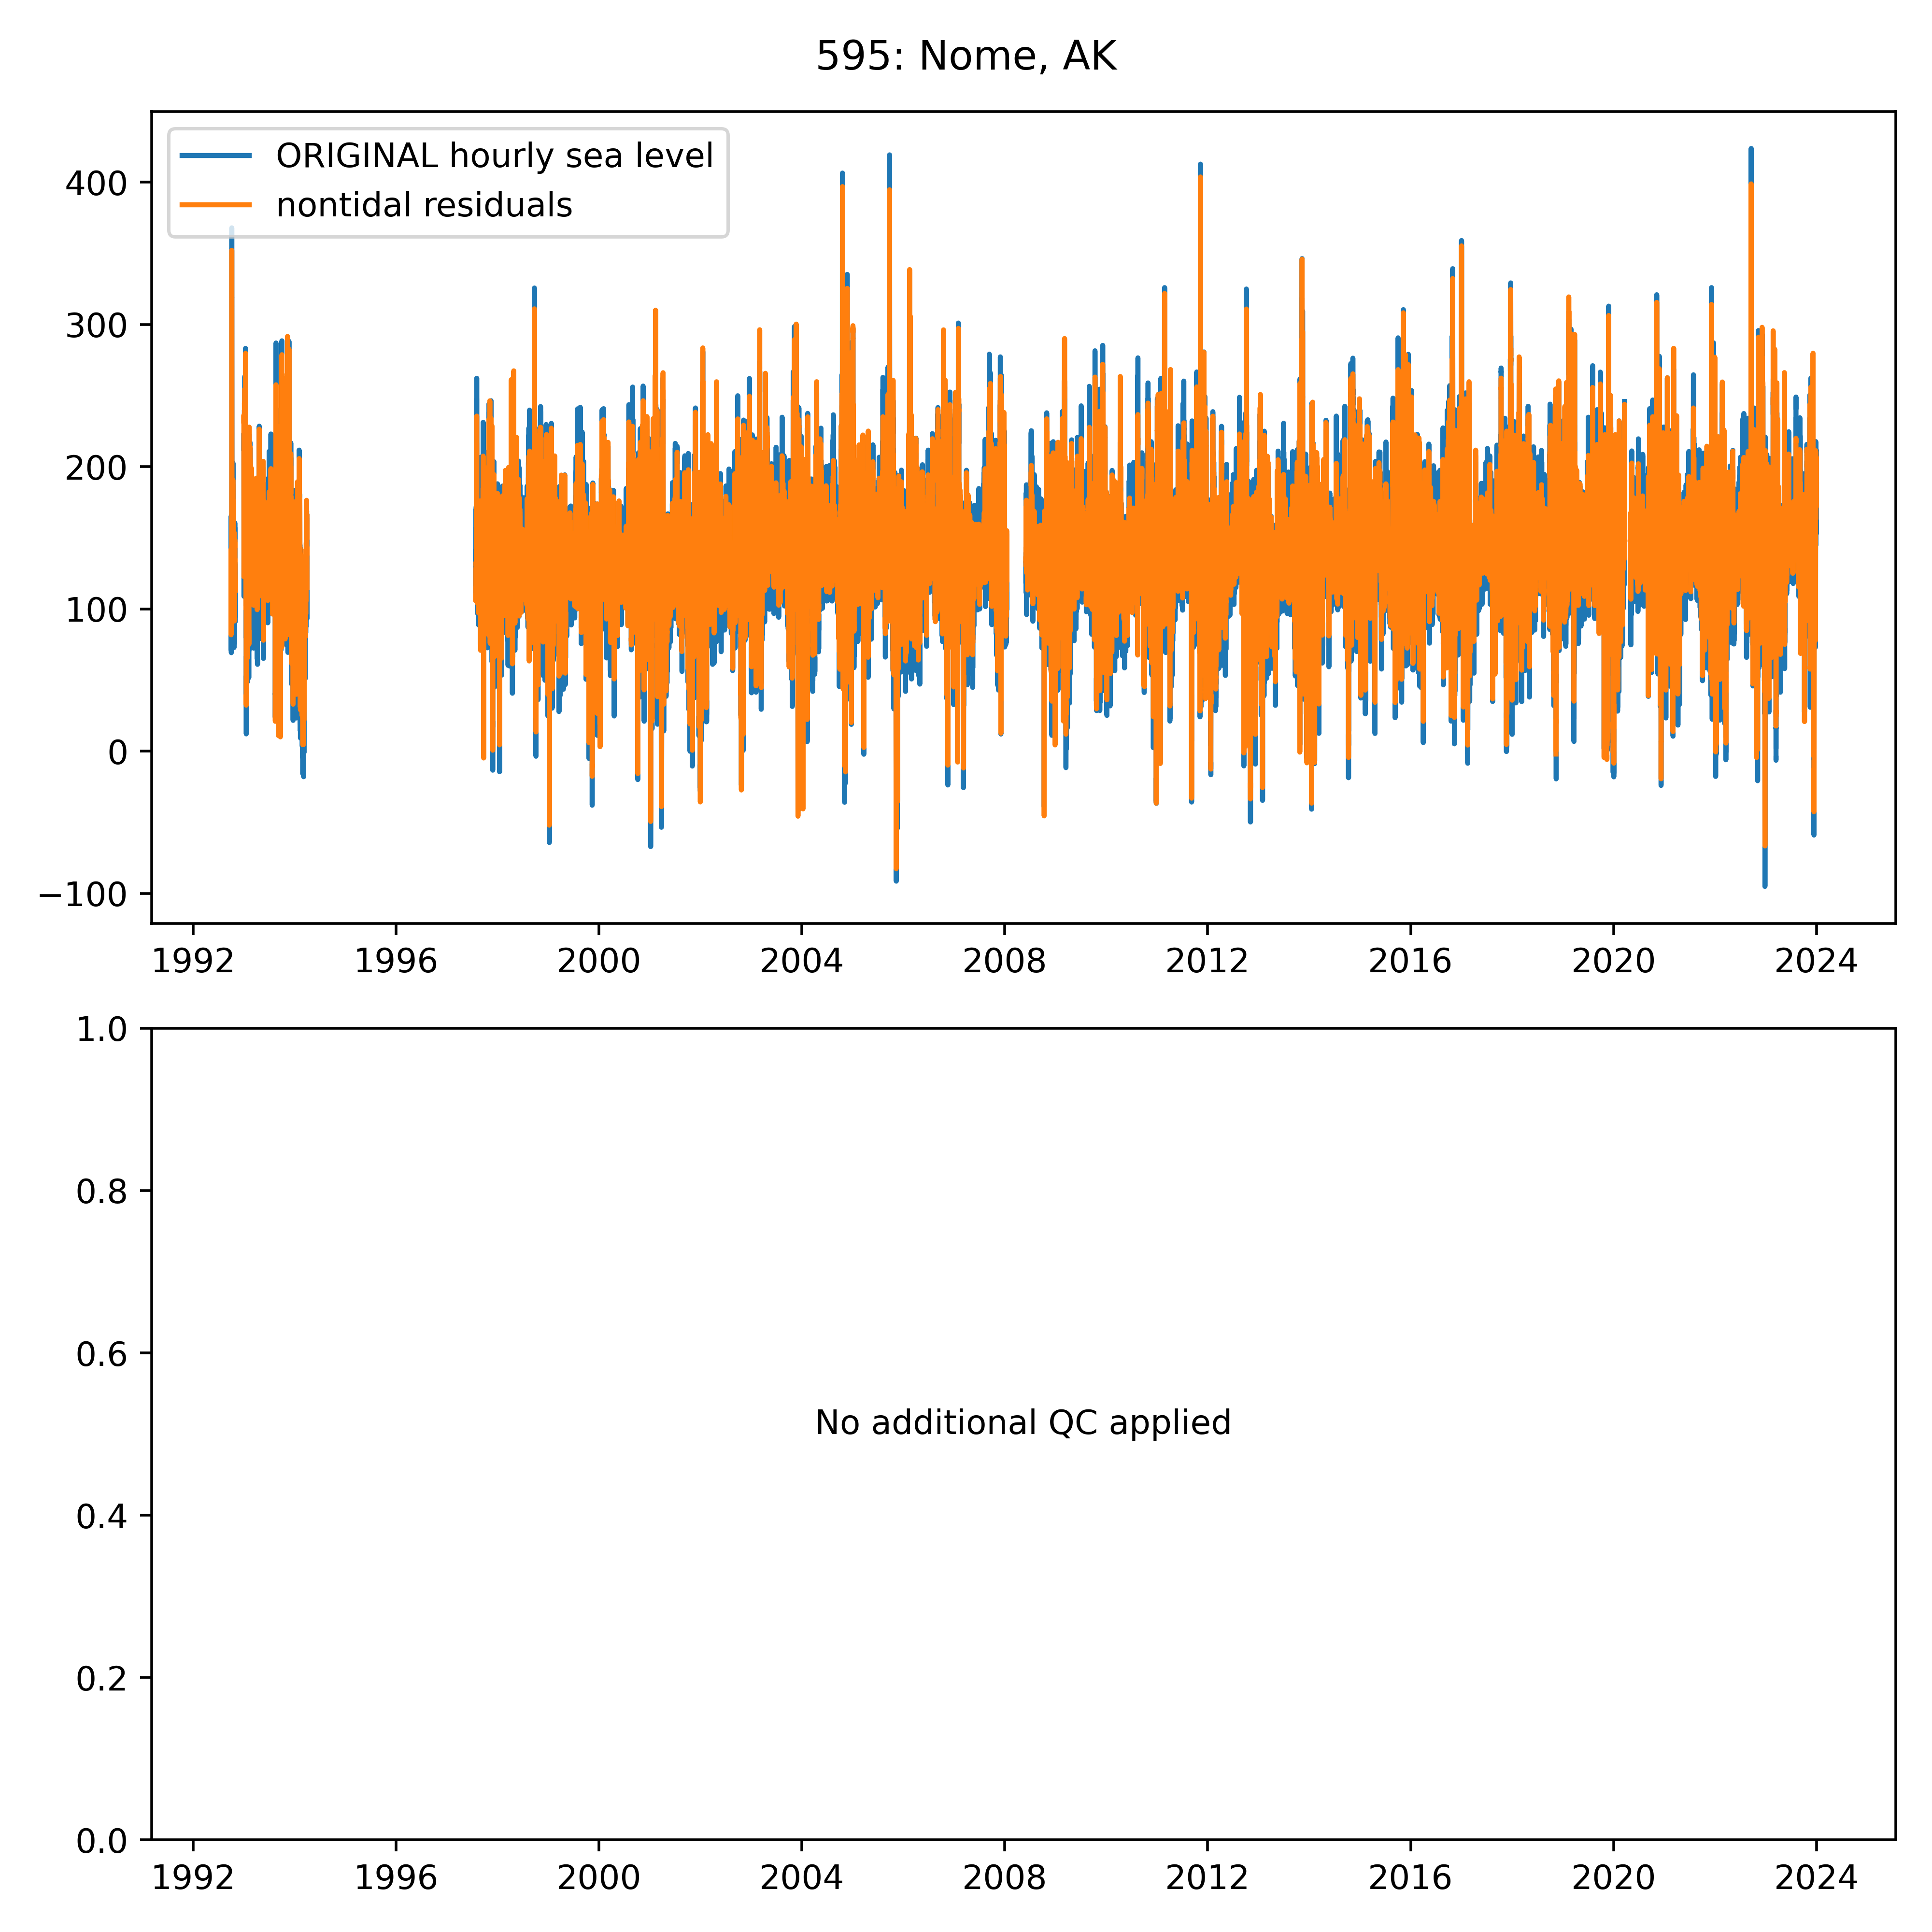 595: Nome, AK
ORIGINAL hourly sea level
nontidal residuals
400
300
200
100
0
−100
1992 1996 2000 2004 2008 2012 2016 2020 2024
1.0
0.8
0.6
No additional QC applied
0.4
0.2
0.0
1992 1996 2000 2004 2008 2012 2016 2020 2024